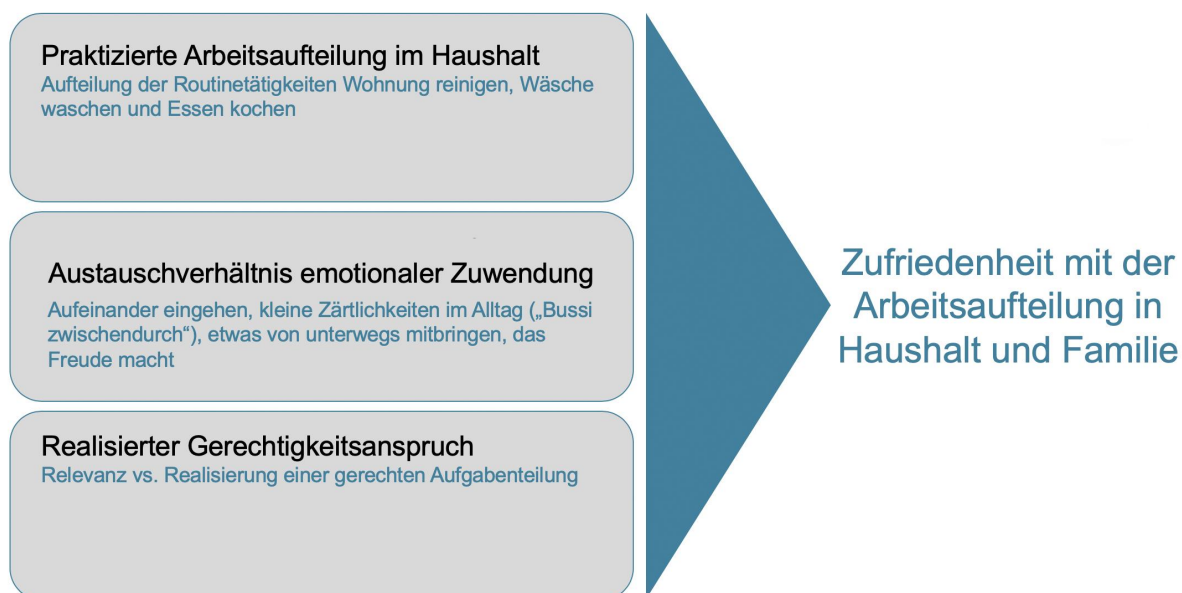 Praktizierte Arbeitsaufteilung im Haushalt
Aufteilung der Routinetätigkeiten Wohnung reinigen, Wäsche
waschen und Essen kochen
Austauschverhältnis emotionaler Zuwendung
Aufeinander eingehen, kleine Zärtlichkeiten im Alltag („Bussi
zwischendurch“), etwas von unterwegs mitbringen, das
Freude macht
Realisierter Gerechtigkeitsanspruch
Relevanz vs. Realisierung einer gerechten Aufgabenteilung
Zufriedenheit mit der
Arbeitsaufteilung in
Haushalt und Familie